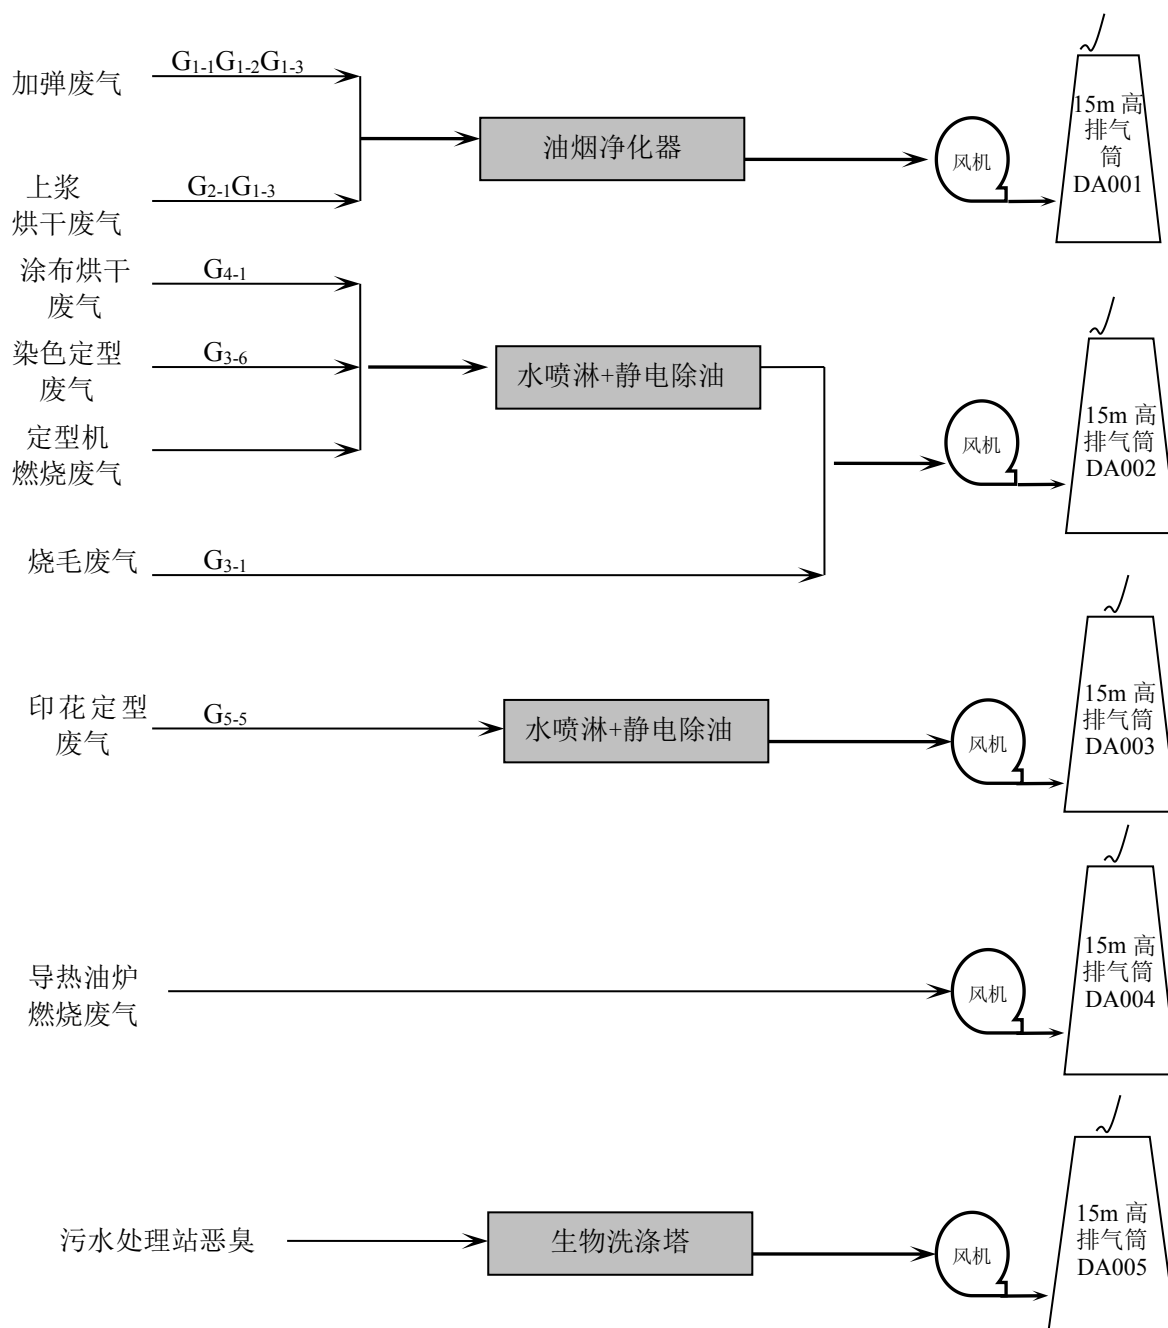 加弹废气
G1-1G1-2G1-3
油烟净化器
风机
15m 高
排气
筒
DA001
上浆
烘干废气
G2-1G1-3
涂布烘干
废气
G4-1
染色定型
废气
G3-6
水喷淋+静电除油
定型机
燃烧废气
风机
15m 高
排气筒
DA002
烧毛废气
G3-1
印花定型
废气
G5-5
水喷淋+静电除油
风机
15m 高
排气筒
DA003
导热油炉
燃烧废气
风机
15m 高
排气筒
DA004
污水处理站恶臭
生物洗涤塔
风机
15m 高
排气筒
DA005